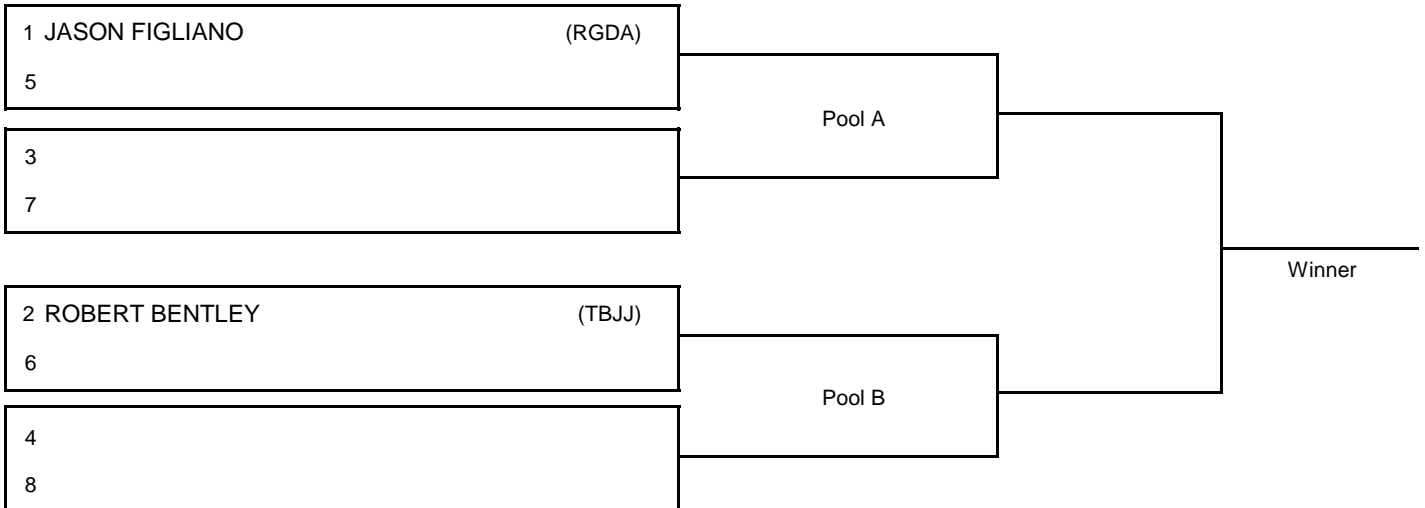 1 JASON FIGLIANO (RGDA)
5
Pool A
3
7
Winner
2 ROBERT BENTLEY (TBJJ)
6
Pool B
4
8